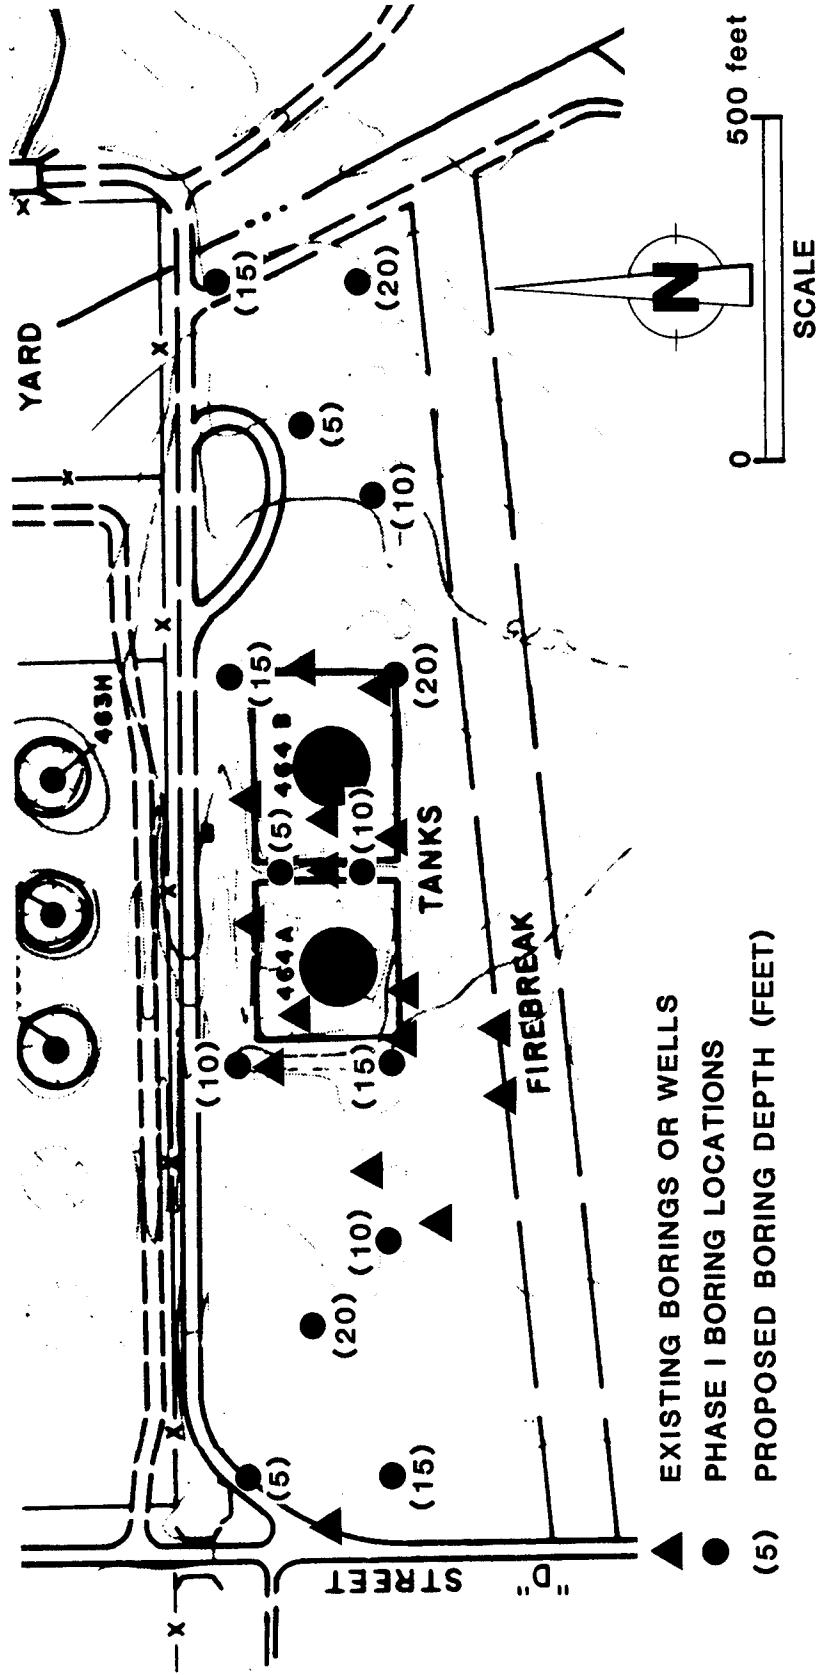 YARD
463H
(15)
(20)
(5)
(10)
(15)
(20)
464 B
(5)
(10)
TANKS
464A
(10)
(15)
FIREBREAK
(10)
(20)
(5)
(15)
"D" STREET
N
0
500 feet
SCALE
EXISTING BORINGS OR WELLS
PHASE I BORING LOCATIONS
(5) PROPOSED BORING DEPTH (FEET)